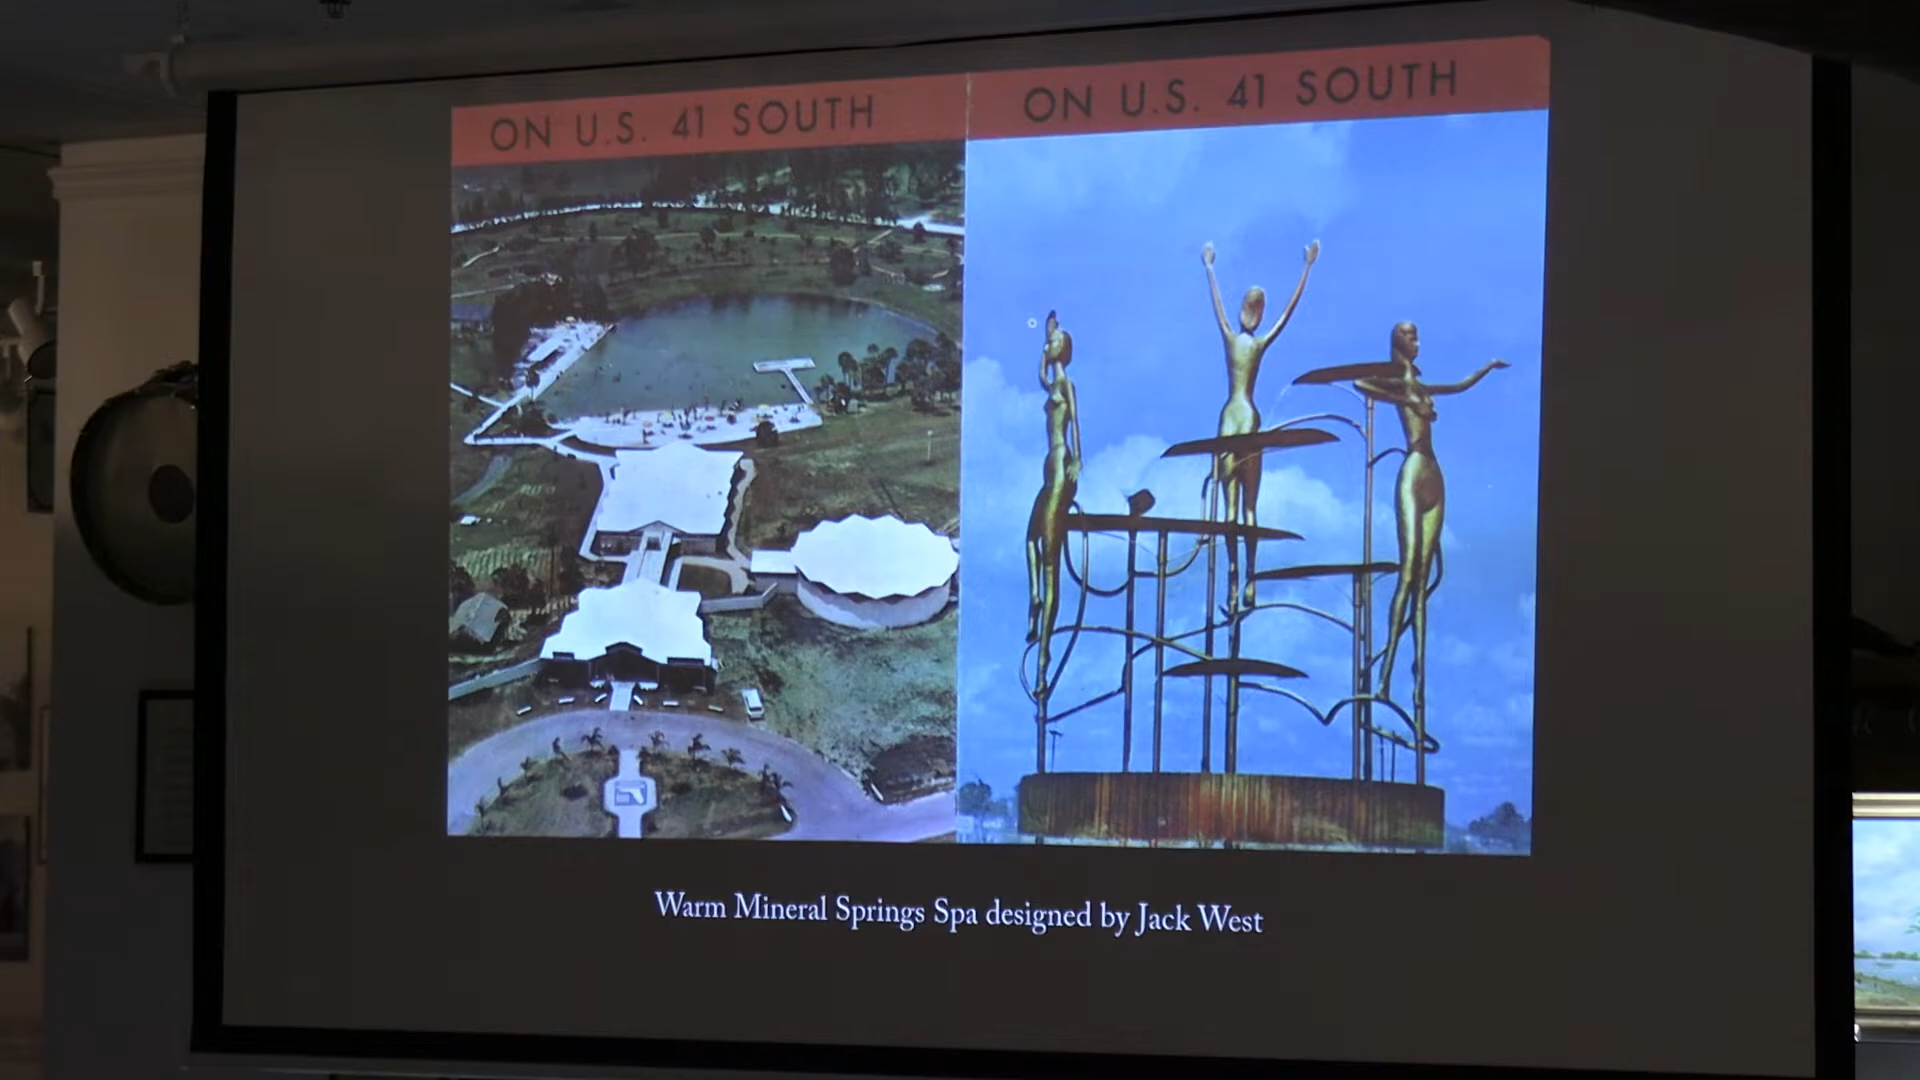 ON U.S. 41 SOUTH
ON U.S. 41 SOUTH
Warm Mineral Springs Spa designed by Jack West